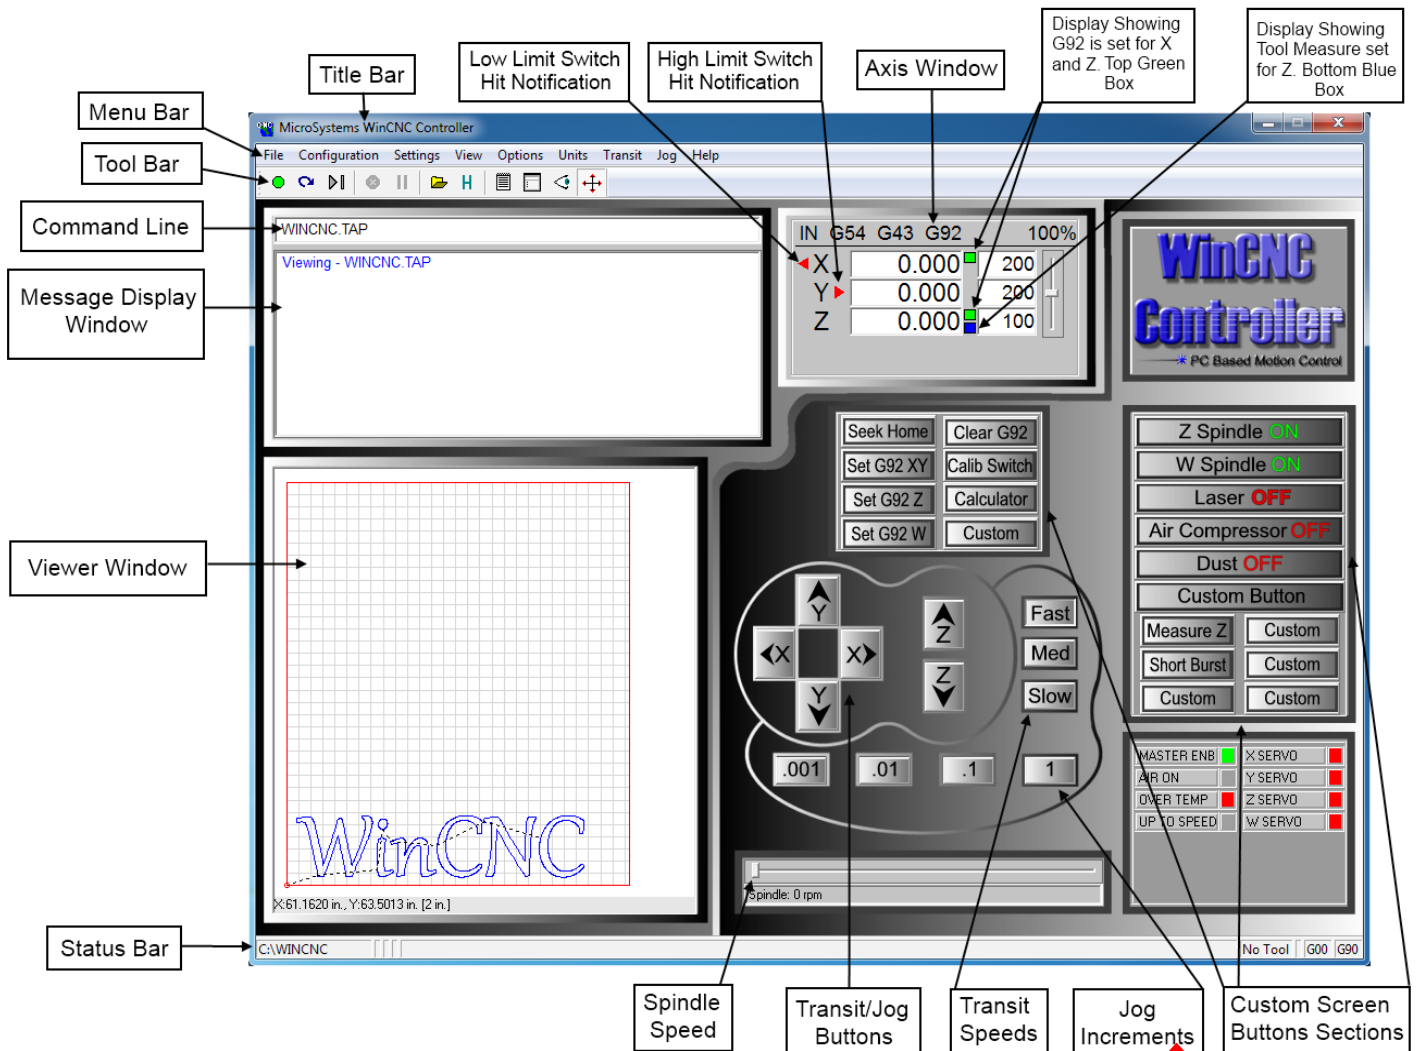 Display Showing
G92 is set for X
and Z. Top Green
Box
Display Showing
Tool Measure set
for Z. Bottom Blue
Box
Low Limit Switch
Hit Notification
High Limit Switch
Hit Notification
Axis Window
Title Bar
Menu Bar
Tool Bar
Command Line
Message Display
Window
Viewer Window
Status Bar
MicroSystems WinCNC Controller
File Configuration Settings View Options Units Transit Jog Help
H
WINCNC.TAP
Viewing - WINCNC.TAP
IN G54 G43 G92 100%
X 0.000 200
Y 0.000 200
Z 0.000 100
WinCNC
Controller
PC Based Motion Control
Seek Home Clear G92
Set G92 XY Calib Switch
Set G92 Z Calculator
Set G92 W Custom
Z Spindle ON
W Spindle ON
Laser OFF
Air Compressor OFF
Dust OFF
Custom Button
Measure Z Custom
Short Burst Custom
Custom Custom
Y
X X
Y
Z
Z
Fast
Med
Slow
.001 .01 .1 1
MASTER ENB X SERVO
AIR ON Y SERVO
OVER TEMP Z SERVO
UP TO SPEED W SERVO
WinCNC
X:61.1620 in., Y:63.5013 in. [2 in.]
Spindle: 0 rpm
C:\WINCNC No Tool G00 G90
Spindle
Speed
Transit/Jog
Buttons
Transit
Speeds
Jog
Increments
Custom Screen
Buttons Sections